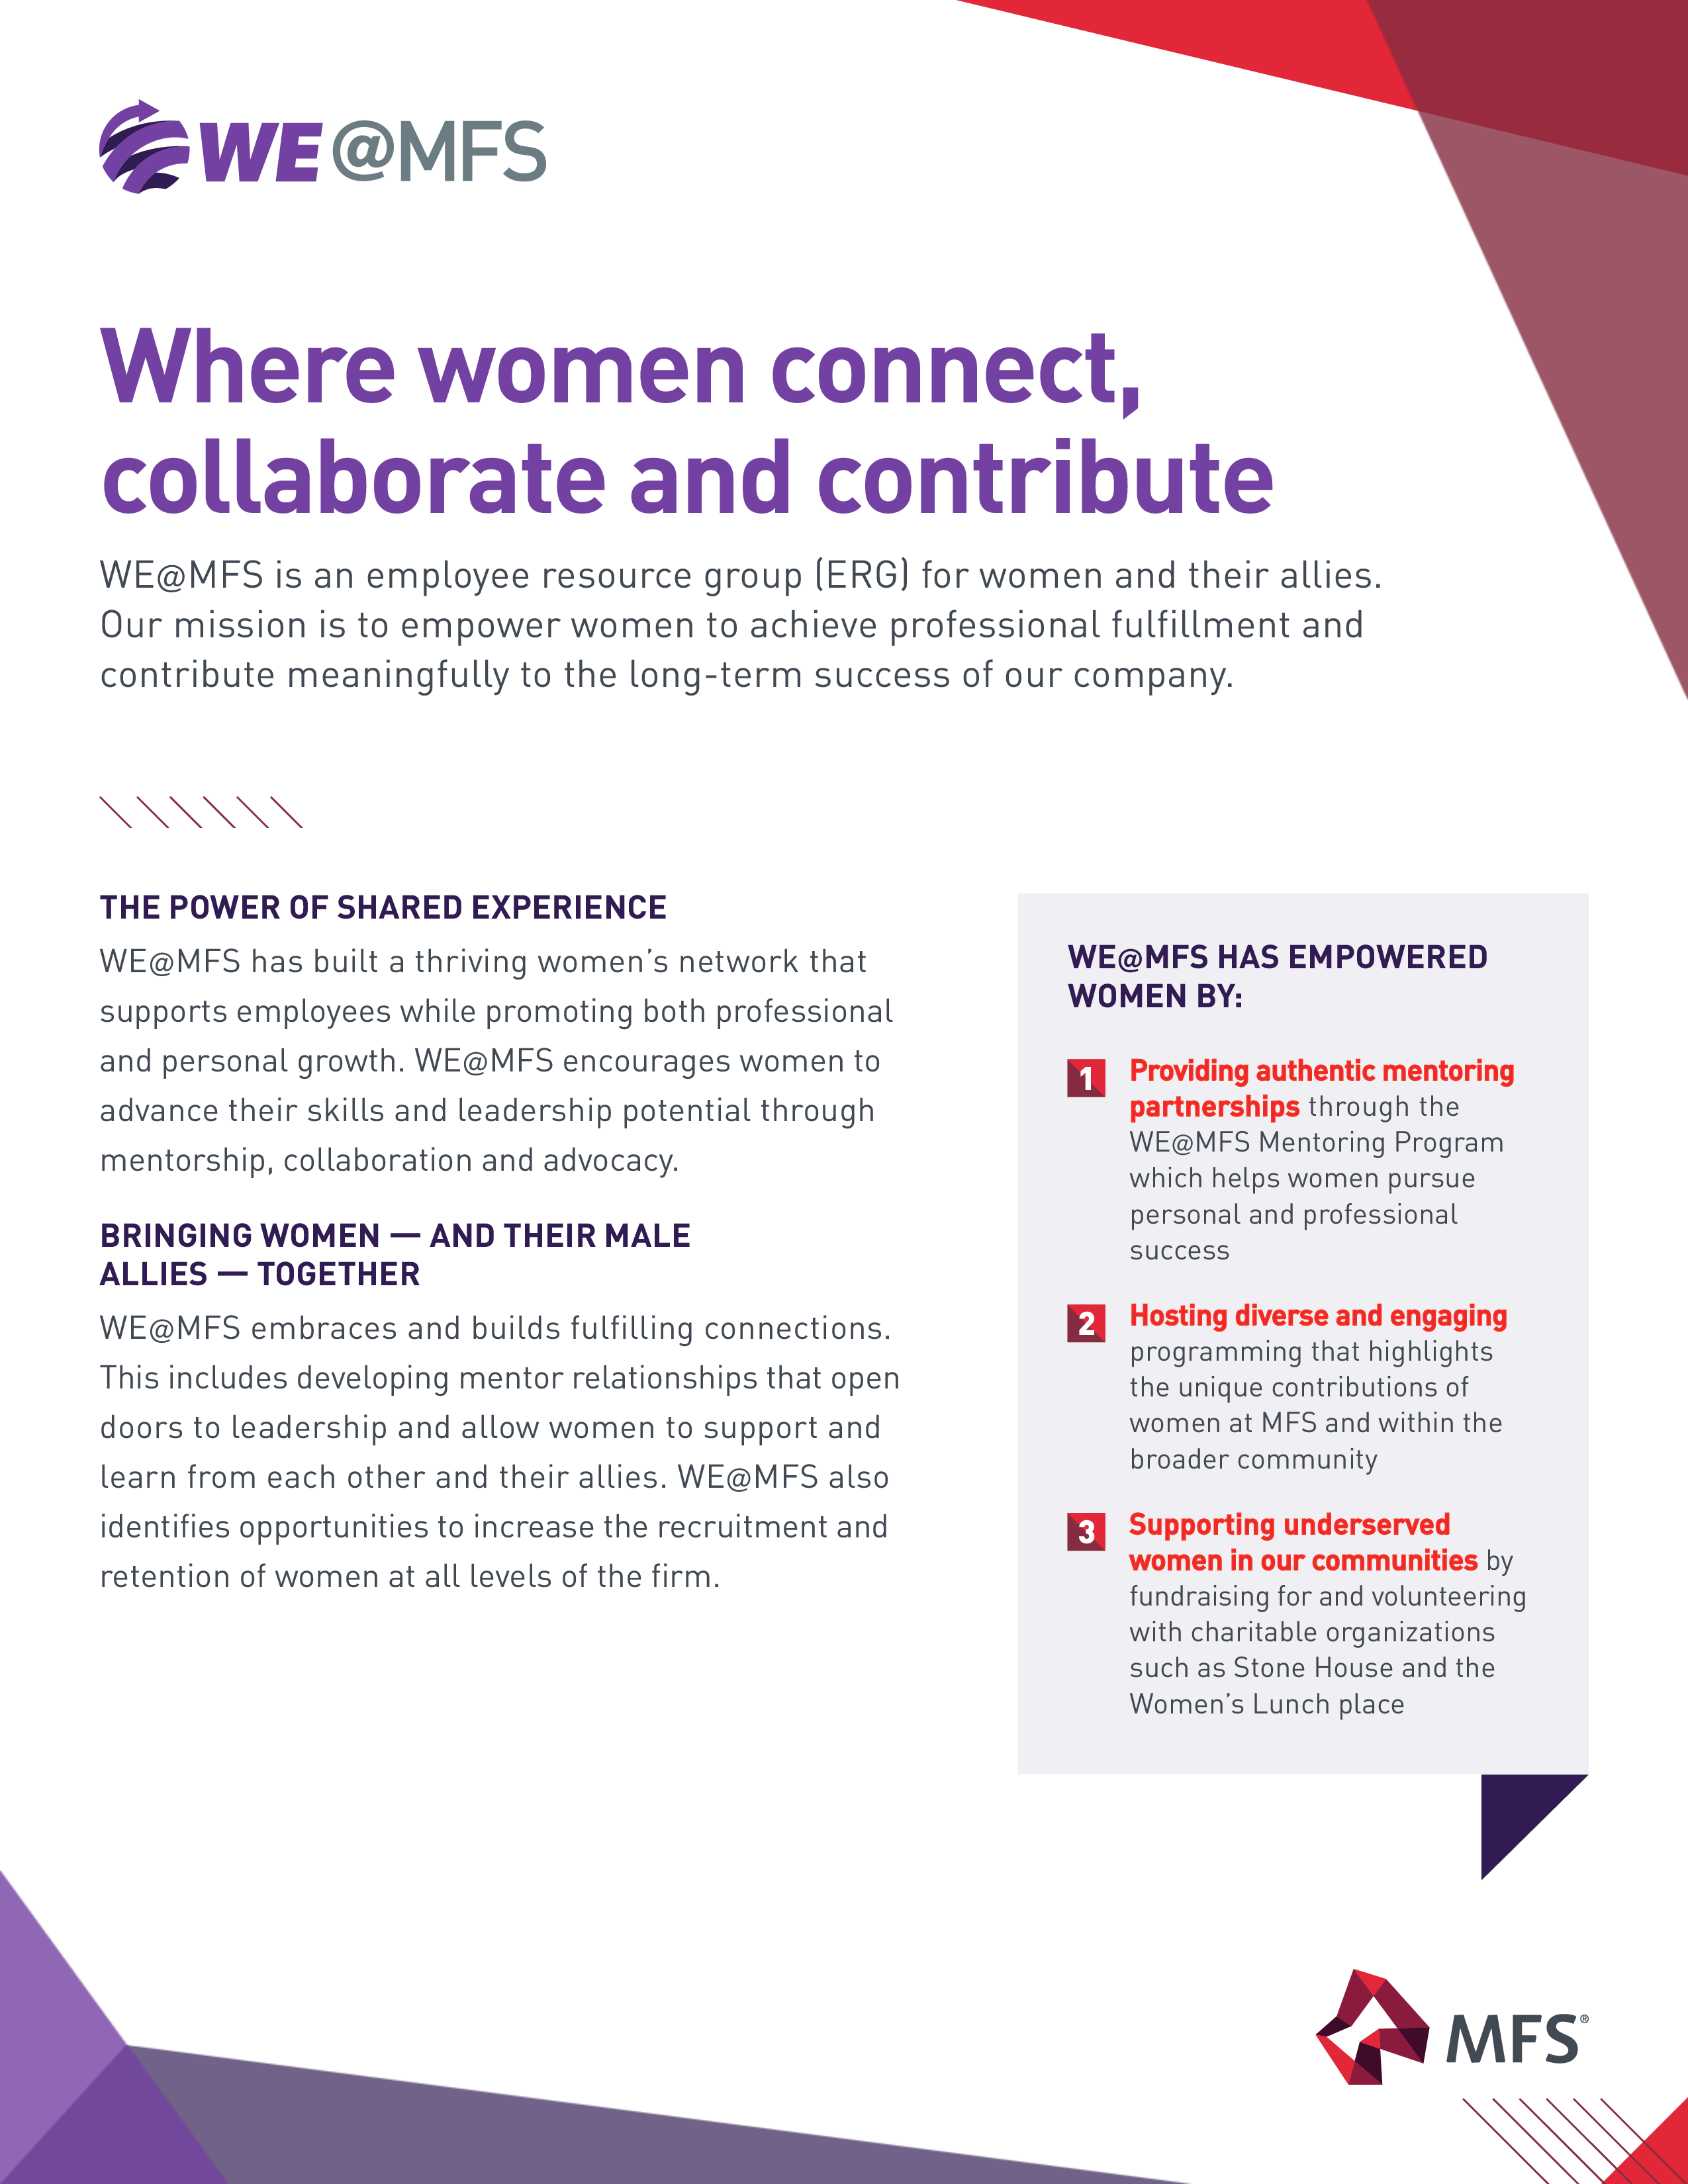 WE@MFS
Where women connect,
collaborate and contribute
WE@MFS is an employee resource group (ERG) for women and their allies.
Our mission is to empower women to achieve professional fulfillment and
contribute meaningfully to the long-term success of our company.
THE POWER OF SHARED EXPERIENCE
WE@MFS has built a thriving women’s network that
supports employees while promoting both professional
and personal growth. WE@MFS encourages women to
advance their skills and leadership potential through
mentorship, collaboration and advocacy.
BRINGING WOMEN — AND THEIR MALE
ALLIES — TOGETHER
WE@MFS embraces and builds fulfilling connections.
This includes developing mentor relationships that open
doors to leadership and allow women to support and
learn from each other and their allies. WE@MFS also
identifies opportunities to increase the recruitment and
retention of women at all levels of the firm.
WE@MFS HAS EMPOWERED
WOMEN BY:
1 Providing authentic mentoring
partnerships through the
WE@MFS Mentoring Program
which helps women pursue
personal and professional
success
2 Hosting diverse and engaging
programming that highlights
the unique contributions of
women at MFS and within the
broader community
3 Supporting underserved
women in our communities by
fundraising for and volunteering
with charitable organizations
such as Stone House and the
Women’s Lunch place
MFS®